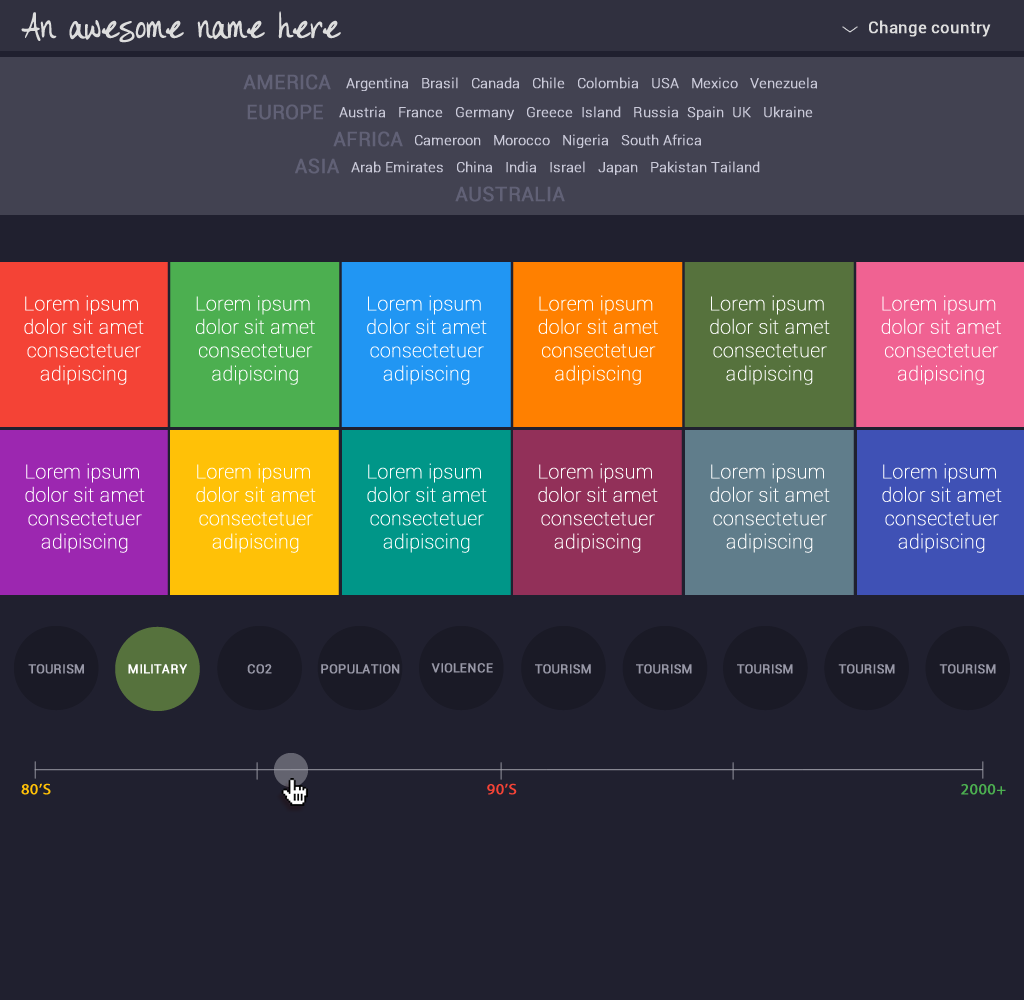 An awesome name here
Change country
AMERICA Argentina Brasil Canada Chile Colombia USA Mexico Venezuela
EUROPE Austria France Germany Greece Island Russia Spain UK Ukraine
AFRICA Cameroon Morocco Nigeria South Africa
ASIA Arab Emirates China India Israel Japan Pakistan Tailand
AUSTRALIA
Lorem ipsum
dolor sit amet
consectetuer
adipiscing
Lorem ipsum
dolor sit amet
consectetuer
adipiscing
Lorem ipsum
dolor sit amet
consectetuer
adipiscing
Lorem ipsum
dolor sit amet
consectetuer
adipiscing
Lorem ipsum
dolor sit amet
consectetuer
adipiscing
Lorem ipsum
dolor sit amet
consectetuer
adipiscing
Lorem ipsum
dolor sit amet
consectetuer
adipiscing
Lorem ipsum
dolor sit amet
consectetuer
adipiscing
Lorem ipsum
dolor sit amet
consectetuer
adipiscing
Lorem ipsum
dolor sit amet
consectetuer
adipiscing
Lorem ipsum
dolor sit amet
consectetuer
adipiscing
Lorem ipsum
dolor sit amet
consectetuer
adipiscing
TOURISM MILITARY CO2 POPULATION VIOLENCE TOURISM TOURISM TOURISM TOURISM TOURISM
80'S 90'S 2000+